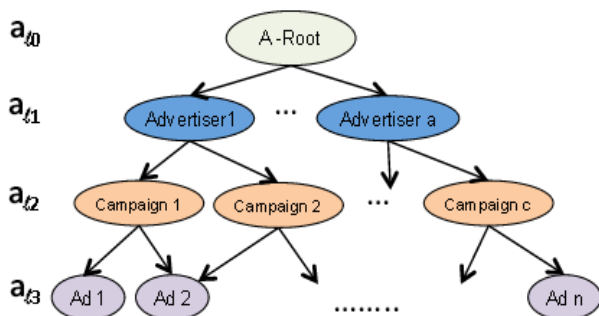 aℓ0 A-Root
aℓ1 Advertiser1 ... Advertiser a
aℓ2 Campaign 1 Campaign 2 ... Campaign c
aℓ3 Ad 1 Ad 2 ........ Ad n